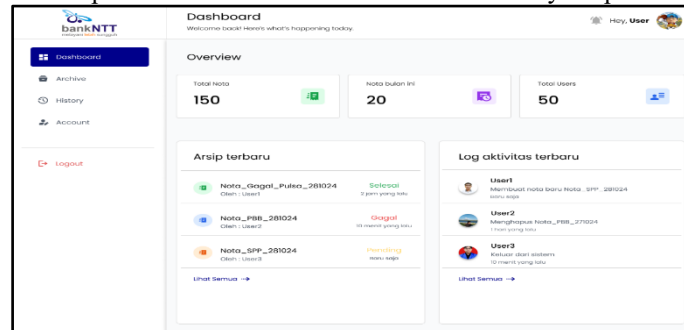 bankNTT
melayani lebih sungguh
Dashboard
Archive
History
Account
Logout
Dashboard
Welcome back! Here's what's happening today.
Hey, User
Overview
Total Nota
150
Nota bulan ini
20
Total Users
50
Arsip terbaru
Nota_Gagal_Pulsa_281024
Oleh : User1
Selesai
2 jam yang lalu
Nota_PBB_281024
Oleh : User2
Gagal
10 menit yang lalu
Nota_SPP_281024
Oleh : User3
Pending
Baru saja
Lihat Semua →
Log aktivitas terbaru
User1
Membuat nota baru Nota_SPP_281024
Baru saja
User2
Menghapus Nota_PBB_271024
1 hari yang lalu
User3
Keluar dari sistem
10 menit yang lalu
Lihat Semua →